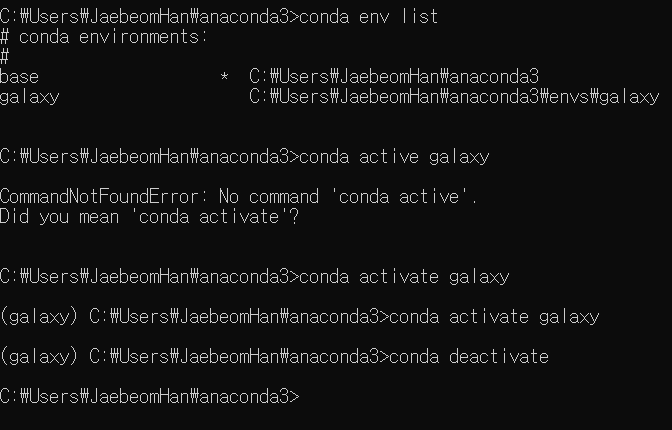 C:₩Users₩JaebeomHan₩anaconda3>conda env list
# conda environments:
#
base                  *  C:₩Users₩JaebeomHan₩anaconda3
galaxy                   C:₩Users₩JaebeomHan₩anaconda3₩envs₩galaxy
C:₩Users₩JaebeomHan₩anaconda3>conda active galaxy
CommandNotFoundError: No command 'conda active'.
Did you mean 'conda activate'?
C:₩Users₩JaebeomHan₩anaconda3>conda activate galaxy
(galaxy) C:₩Users₩JaebeomHan₩anaconda3>conda activate galaxy
(galaxy) C:₩Users₩JaebeomHan₩anaconda3>conda deactivate
C:₩Users₩JaebeomHan₩anaconda3>